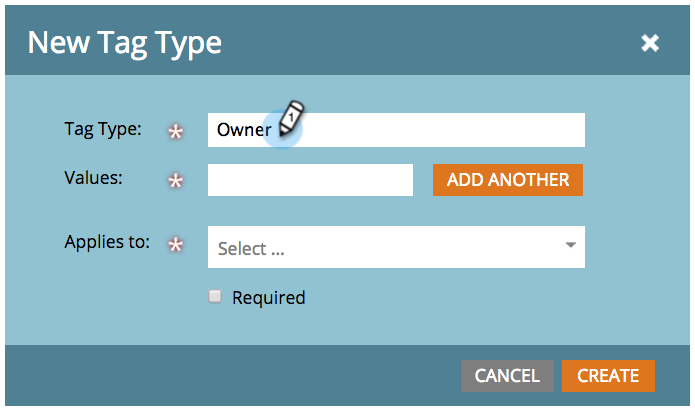 New Tag Type
Tag Type: * Owner 1
Values: * ADD ANOTHER
Applies to: * Select ...
Required
CANCEL CREATE